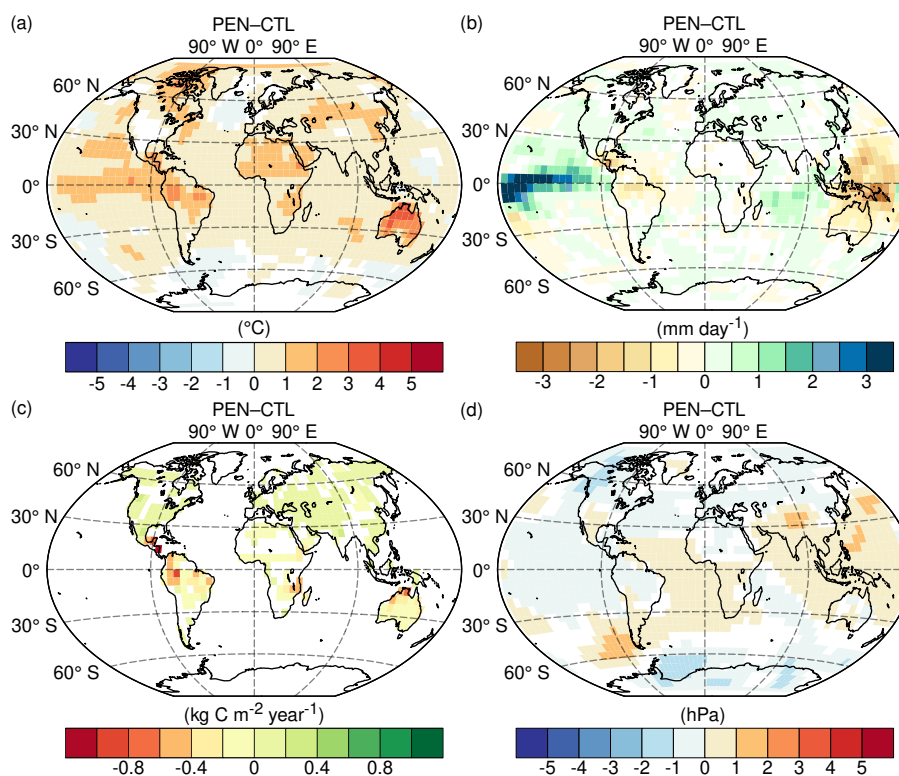 (a)
PEN–CTL
90° W 0° 90° E
60° N
30° N
0°
30° S
60° S
(°C)
-5 -4 -3 -2 -1 0 1 2 3 4 5
(b)
PEN–CTL
90° W 0° 90° E
60° N
30° N
0°
30° S
60° S
(mm day-1)
-3 -2 -1 0 1 2 3
(c)
PEN–CTL
90° W 0° 90° E
60° N
30° N
0°
30° S
60° S
(kg C m-2 year-1)
-0.8 -0.4 0 0.4 0.8
(d)
PEN–CTL
90° W 0° 90° E
60° N
30° N
0°
30° S
60° S
(hPa)
-5 -4 -3 -2 -1 0 1 2 3 4 5